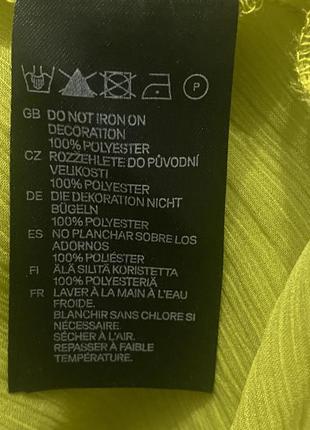 P
GB DO NOT IRON ON
DECORATION
100% POLYESTER
CZ ROZŽEHLETE DO PŮVODNÍ
VELIKOSTI
100% POLYESTER
DE DIE DEKORATION NICHT
BÜGELN
100% POLYESTER
ES NO PLANCHAR SOBRE LOS
ADORNOS
100% POLIÉSTER
FI ÄLÄ SILITÄ KORISTETTA
100% POLYESTERIÄ
FR LAVER À LA MAIN À L'EAU
FROIDE.
BLANCHIR SANS CHLORE SI
NÉCESSAIRE.
SÉCHER À L'AIR.
REPASSER À FAIBLE
TEMPÉRATURE.